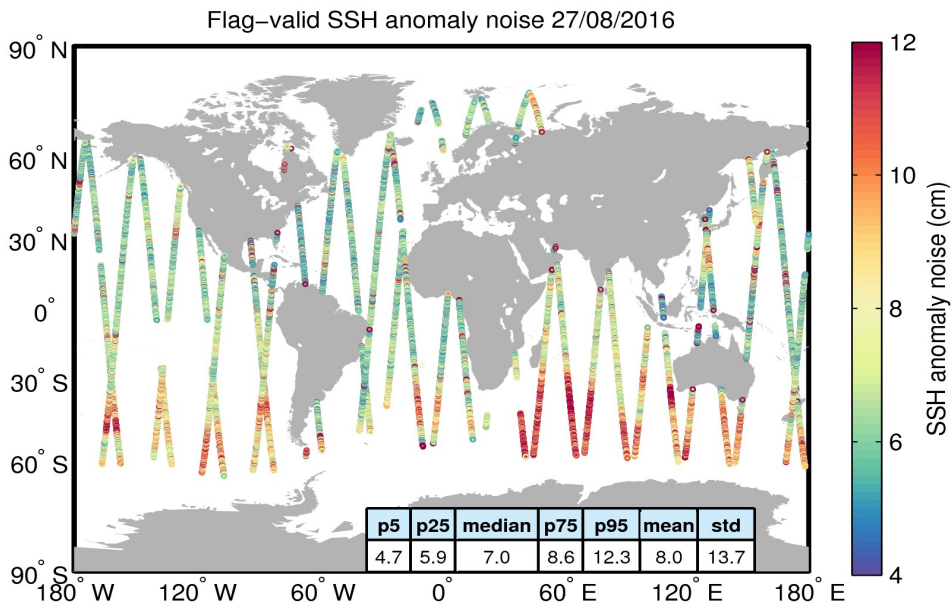 Flag−valid SSH anomaly noise 27/08/2016
90° N
60° N
30° N
0°
30° S
60° S
90° S
180° W 120° W 60° W 0° 60° E 120° E 180° E
p5 p25 median p75 p95 mean std
4.7 5.9 7.0 8.6 12.3 8.0 13.7
12
10
8
6
4
SSH anomaly noise (cm)